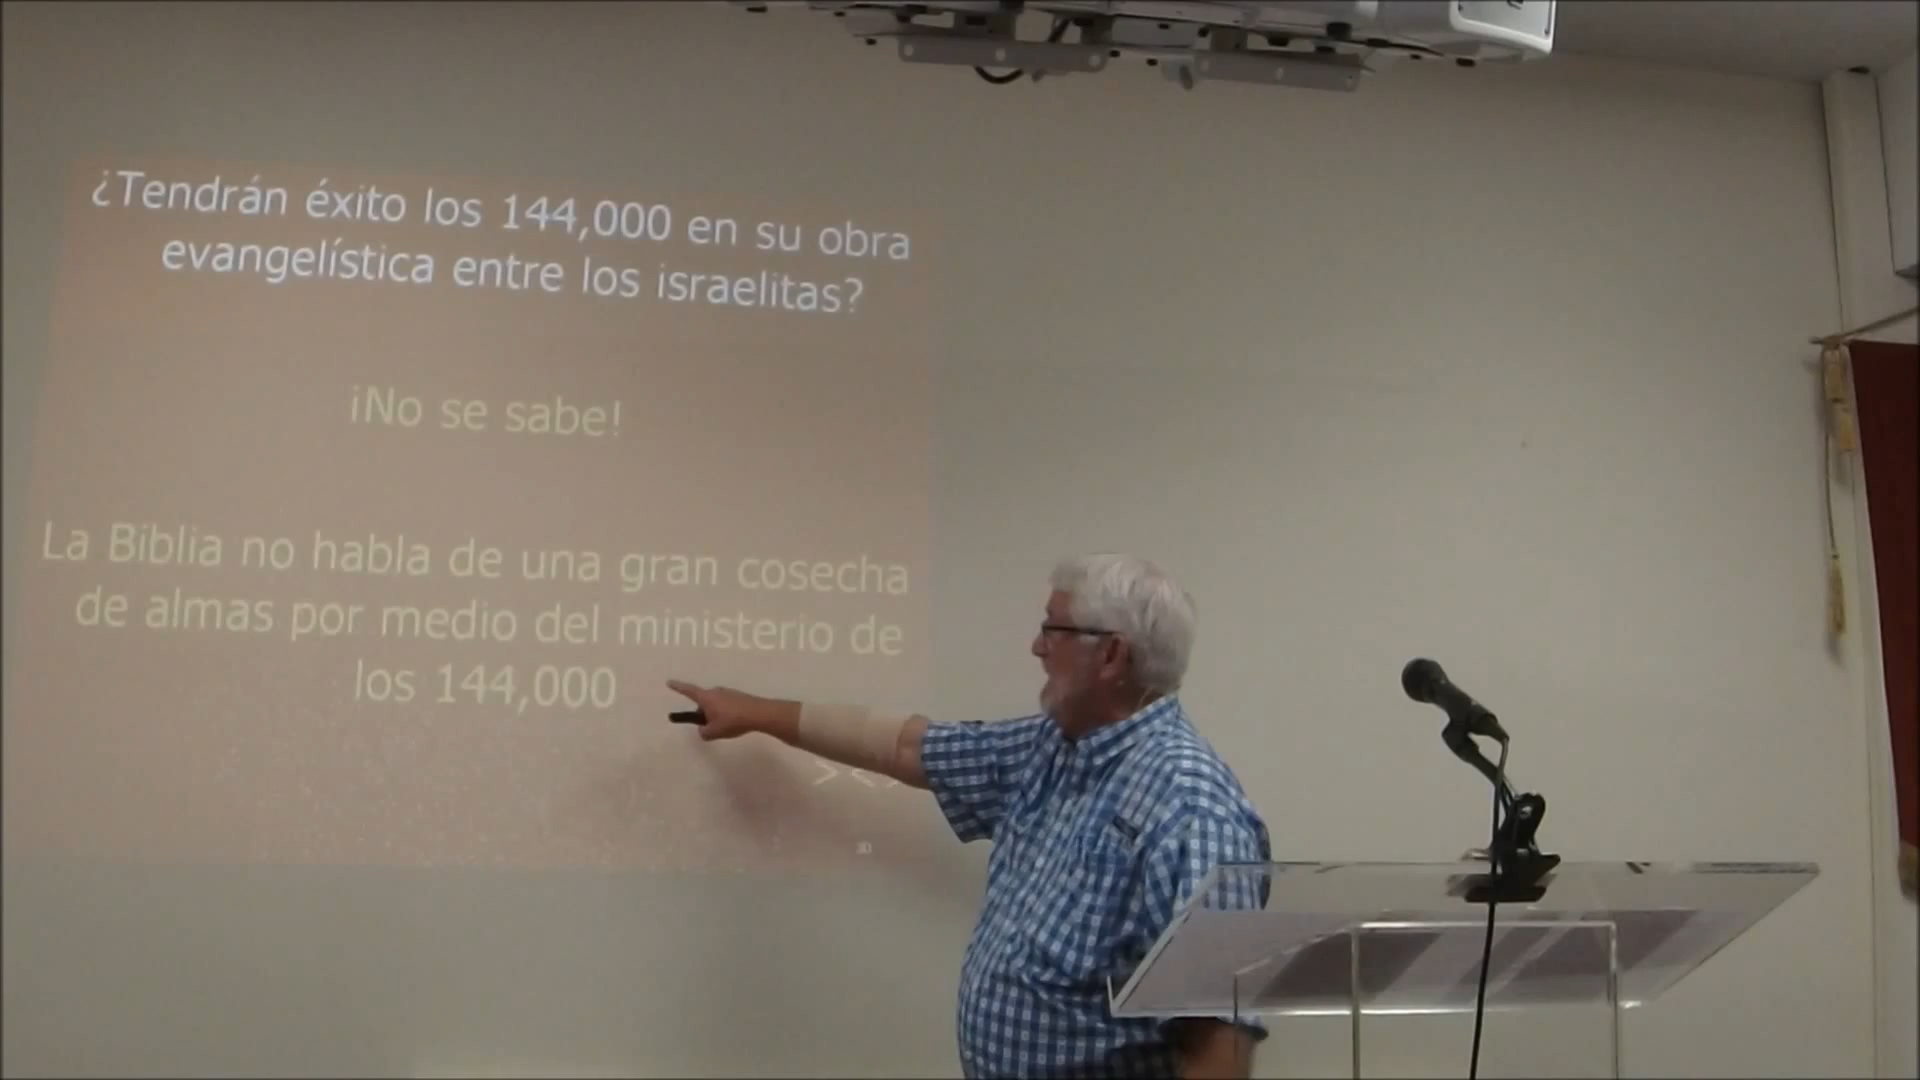 ¿Tendrán éxito los 144,000 en su obra
evangelística entre los israelitas?
¡No se sabe!
La Biblia no habla de una gran cosecha
de almas por medio del ministerio de
los 144,000